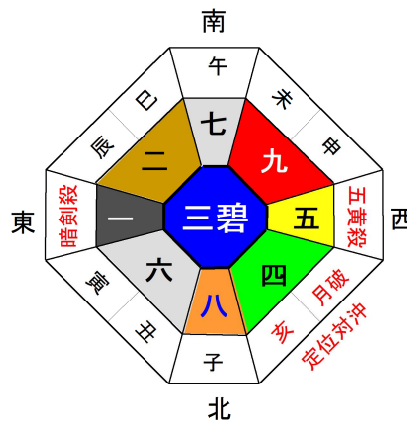 南
午
巳
未
辰
申
七
二
九
東
暗剣殺
一
三碧
五
五黄殺
西
六
四
寅
八
月破
丑
亥
定位対冲
子
北